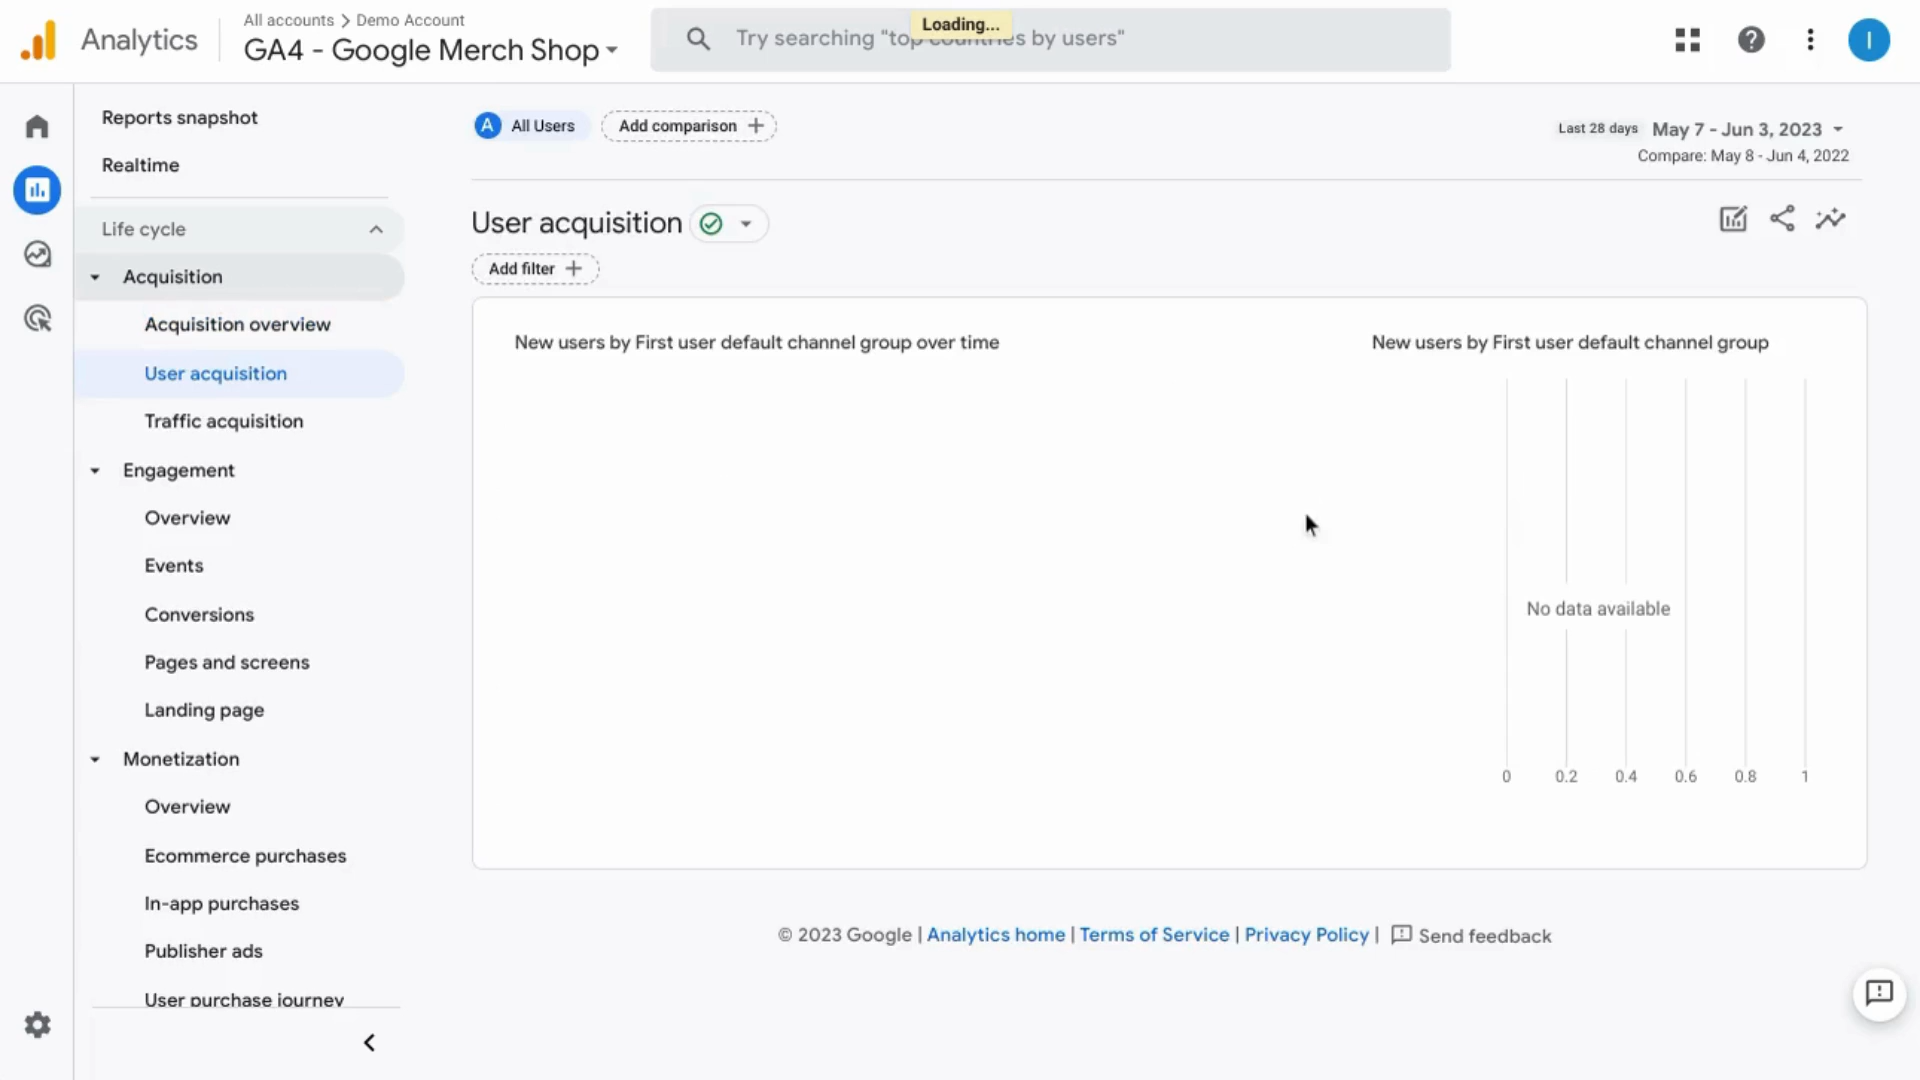 Analytics
All accounts > Demo Account
GA4 - Google Merch Shop
Try searching "top countries by users"
Loading...
I
Reports snapshot
Realtime
Life cycle
Acquisition
Acquisition overview
User acquisition
Traffic acquisition
Engagement
Overview
Events
Conversions
Pages and screens
Landing page
Monetization
Overview
Ecommerce purchases
In-app purchases
Publisher ads
User purchase journey
A All Users
Add comparison +
Last 28 days May 7 - Jun 3, 2023
Compare: May 8 - Jun 4, 2022
User acquisition
Add filter +
New users by First user default channel group over time
New users by First user default channel group
No data available
0 0.2 0.4 0.6 0.8 1
© 2023 Google | Analytics home | Terms of Service | Privacy Policy | Send feedback